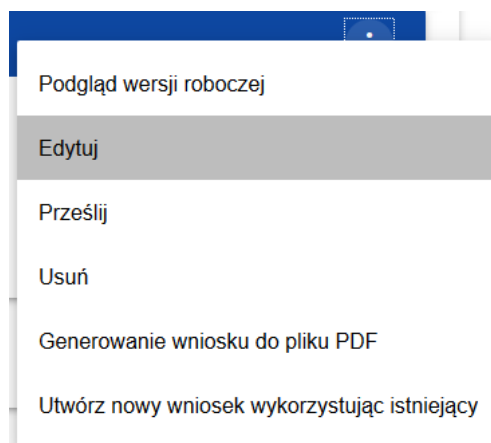 Podgląd wersji roboczej
Edytuj
Prześlij
Usuń
Generowanie wniosku do pliku PDF
Utwórz nowy wniosek wykorzystując istniejący